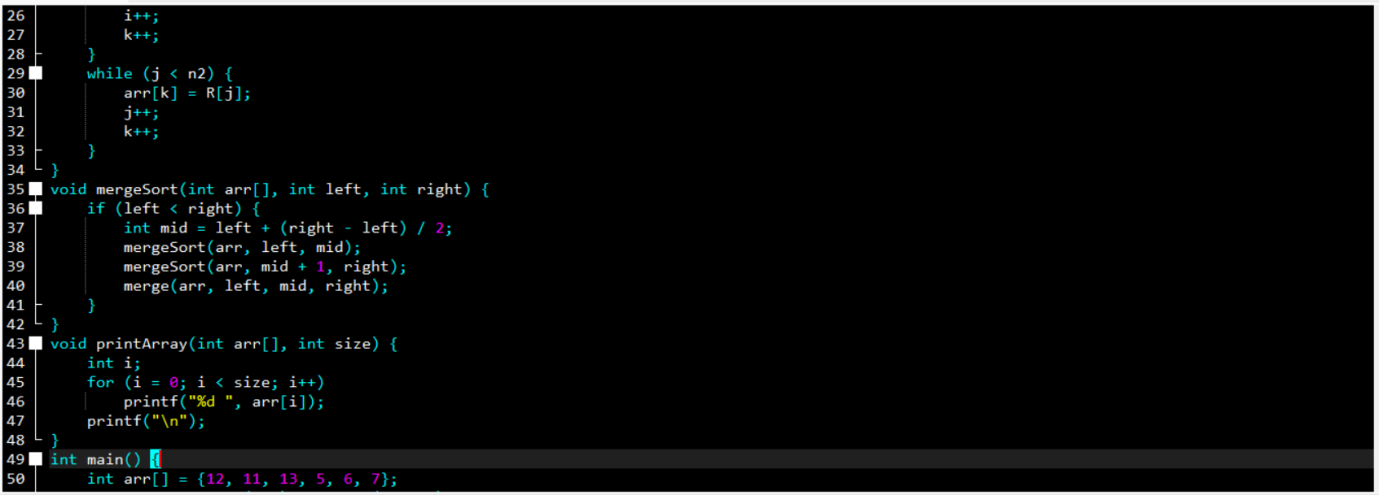 26 i++;
27 k++;
28 }
29 while (j < n2) {
30 arr[k] = R[j];
31 j++;
32 k++;
33 }
34 }
35 void mergeSort(int arr[], int left, int right) {
36 if (left < right) {
37 int mid = left + (right - left) / 2;
38 mergeSort(arr, left, mid);
39 mergeSort(arr, mid + 1, right);
40 merge(arr, left, mid, right);
41 }
42 }
43 void printArray(int arr[], int size) {
44 int i;
45 for (i = 0; i < size; i++)
46 printf("%d ", arr[i]);
47 printf("\n");
48 }
49 int main() {
50 int arr[] = {12, 11, 13, 5, 6, 7};